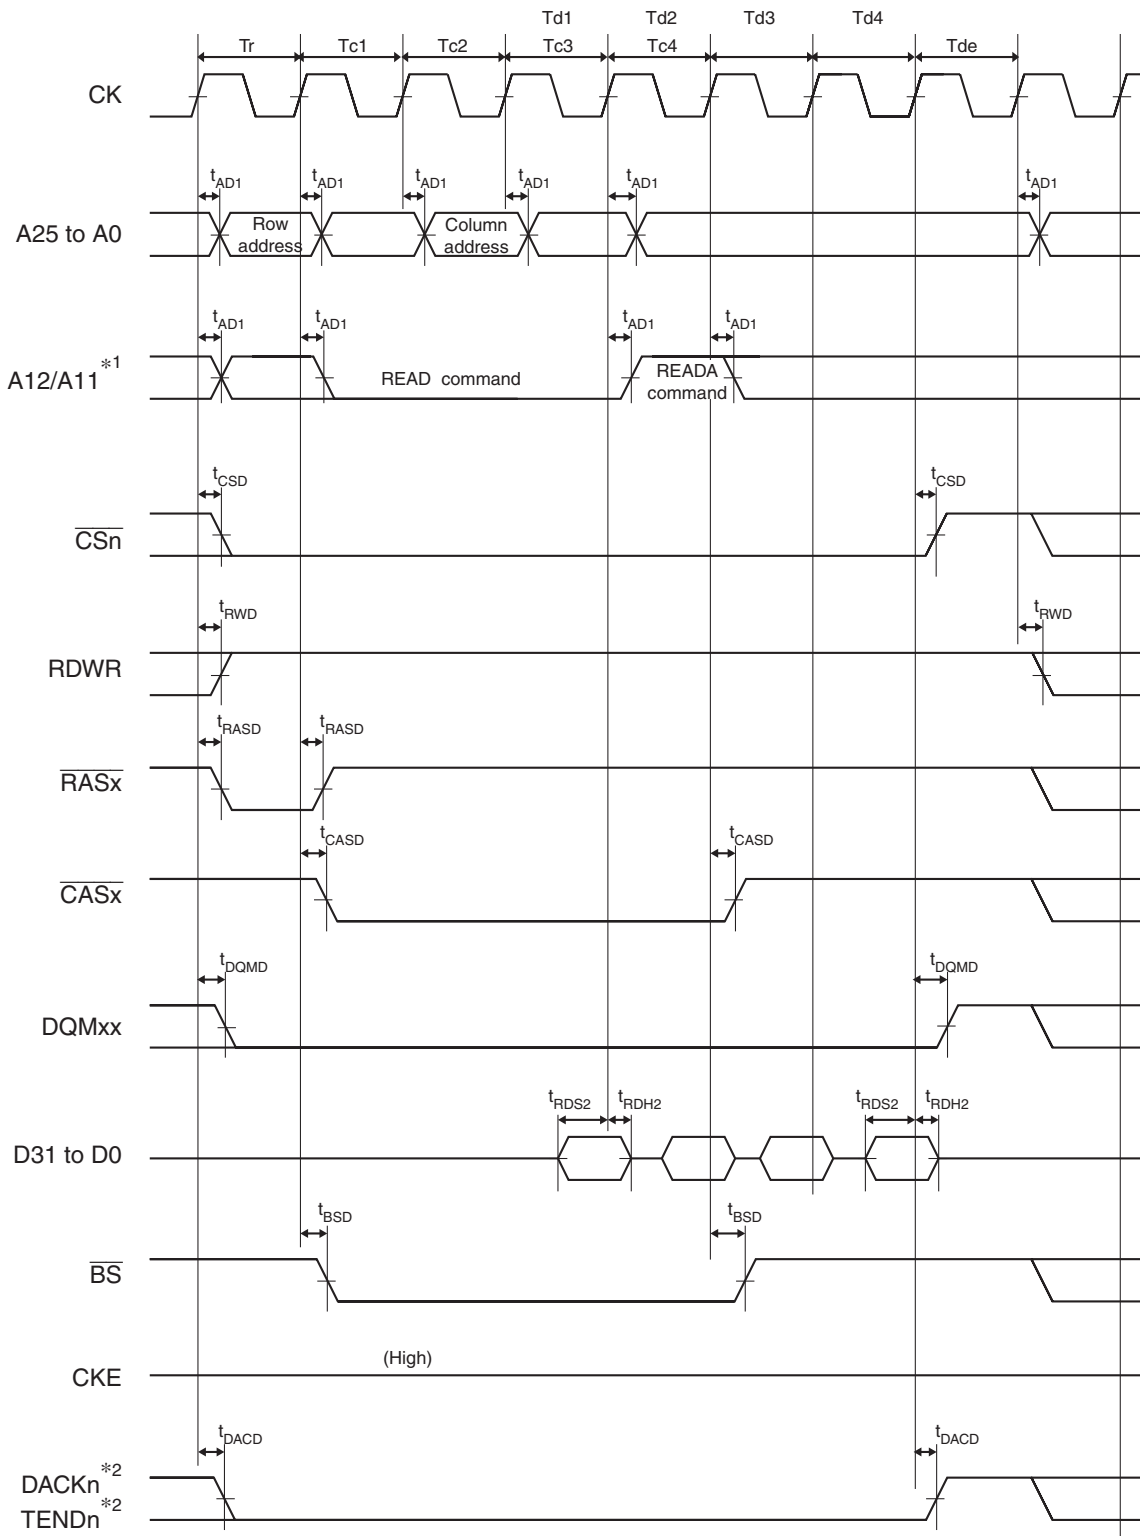 Td1 Td2 Td3 Td4
Tr Tc1 Tc2 Tc3 Tc4 Tde
CK
tAD1 tAD1 tAD1 tAD1 tAD1 tAD1
A25 to A0
Row address
Column address
tAD1 tAD1 tAD1 tAD1
A12/A11*1
READ command
READA command
tCSD tCSD
CSn
tRWD tRWD
RDWR
tRASD tRASD
RASx
tCASD tCASD
CASx
tDQMD tDQMD
DQMxx
tRDS2 tRDH2 tRDS2 tRDH2
D31 to D0
tBSD tBSD
BS
(High)
CKE
tDACD tDACD
DACKn*2
TENDn*2